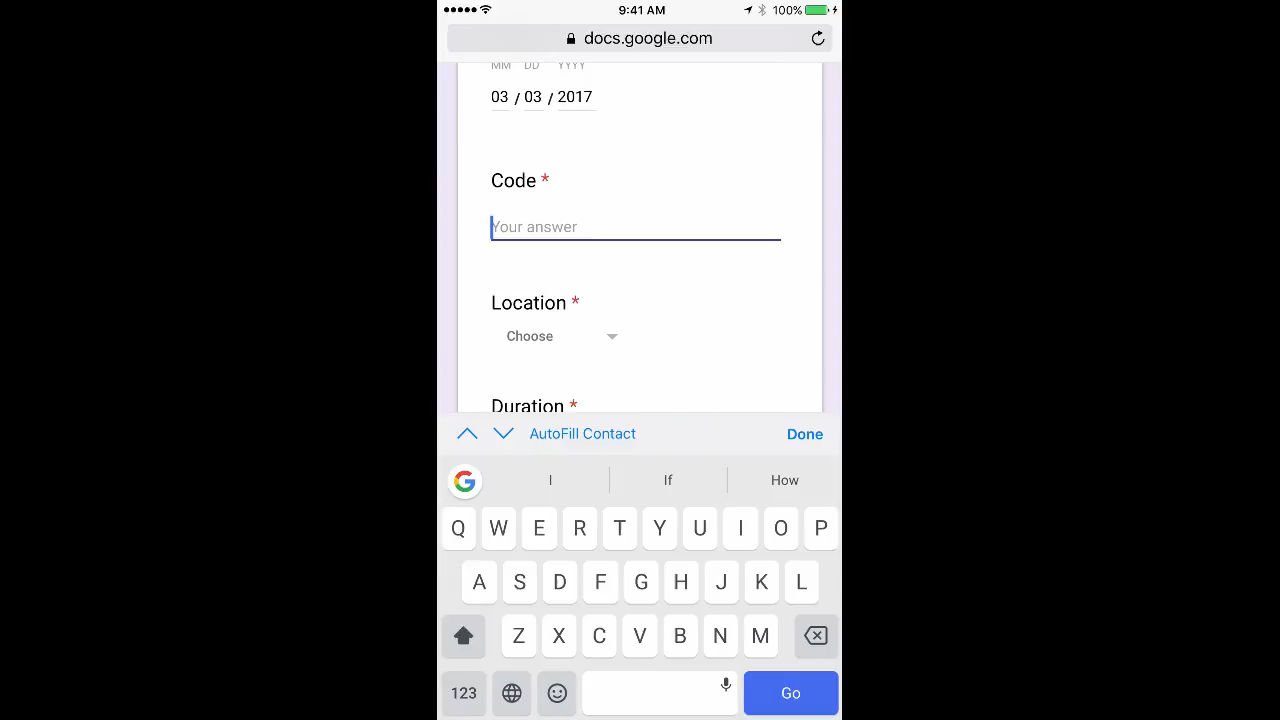 9:41 AM 100%
docs.google.com
MM DD YYYY
03 / 03 / 2017
Code *
Your answer
Location *
Choose
Duration *
AutoFill Contact Done
G I If How
Q W E R T Y U I O P
A S D F G H J K L
Z X C V B N M
123 Go